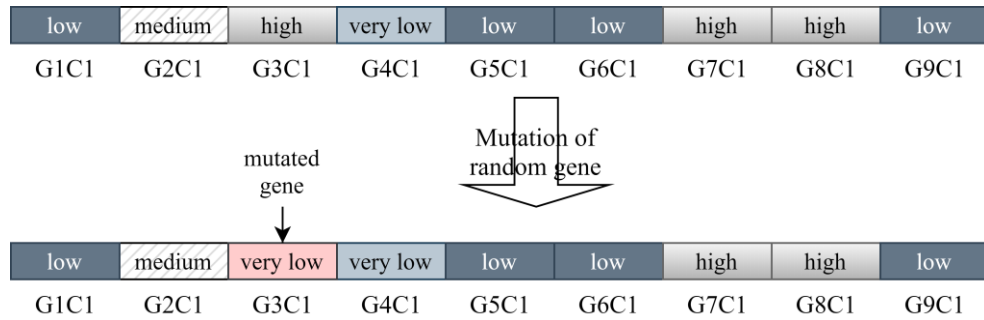 low medium high very low low low high high low
G1C1 G2C1 G3C1 G4C1 G5C1 G6C1 G7C1 G8C1 G9C1
Mutation of
random gene
mutated
gene
low medium very low very low low low high high low
G1C1 G2C1 G3C1 G4C1 G5C1 G6C1 G7C1 G8C1 G9C1